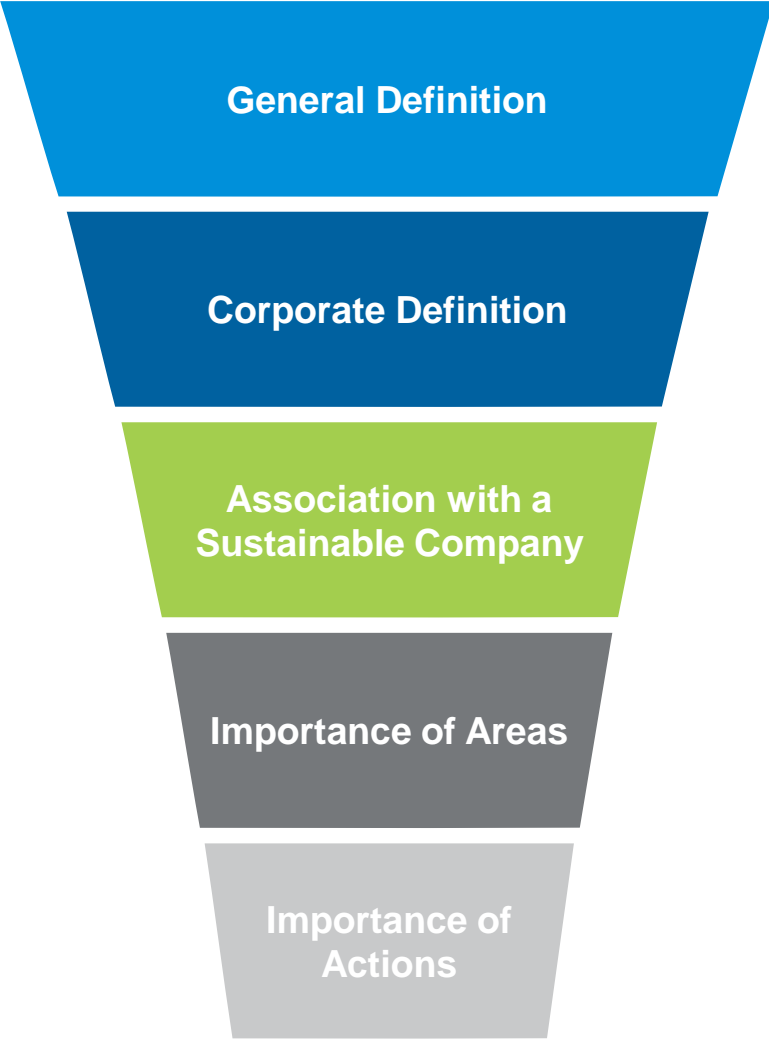 General Definition
Corporate Definition
Association with a
Sustainable Company
Importance of Areas
Importance of
Actions